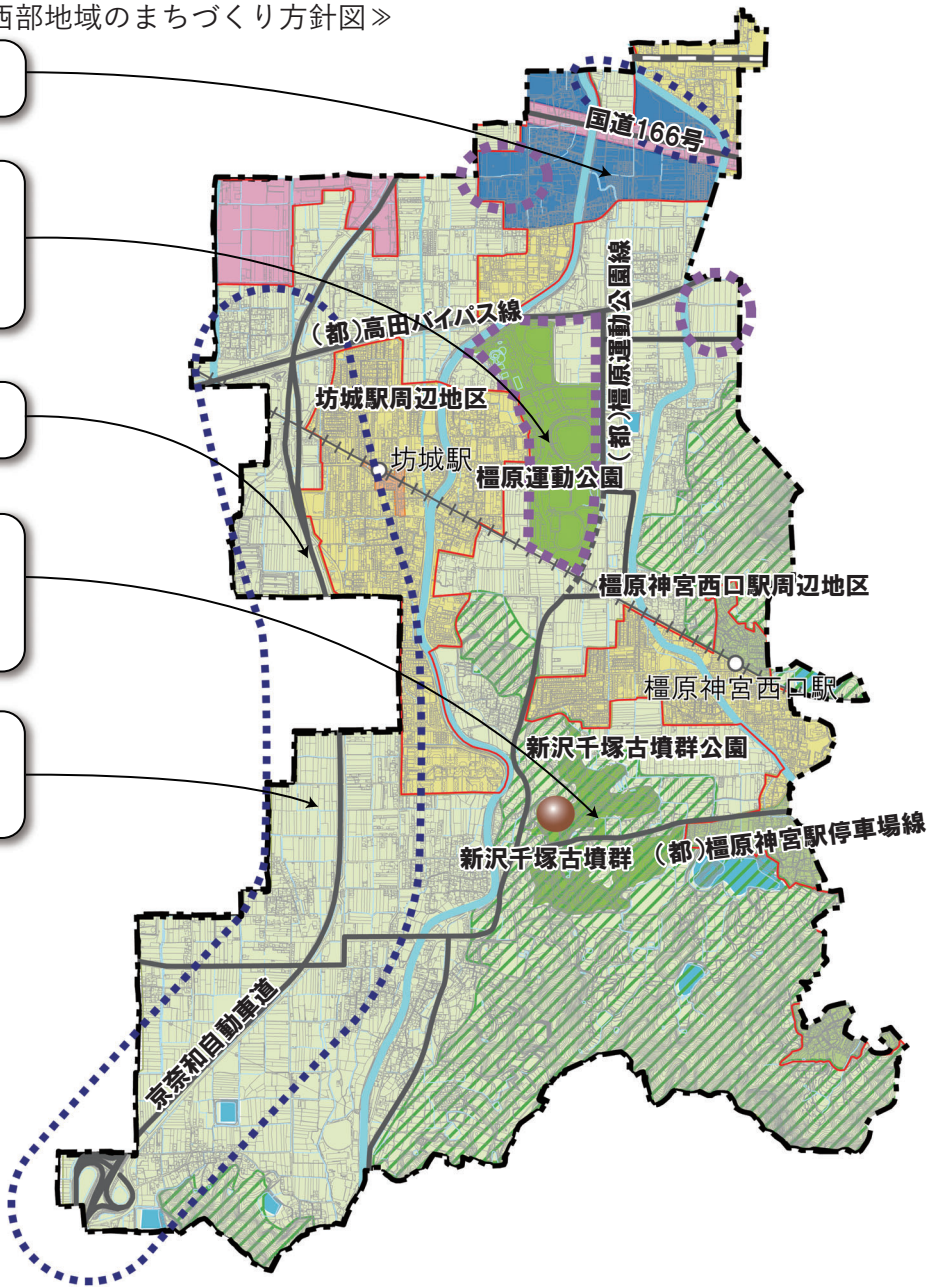 西部地域のまちづくり方針図≫
国道166号
(都)橿原運動公園線
(都)高田バイパス線
坊城駅周辺地区
坊城駅
橿原運動公園
橿原神宮西口駅周辺地区
橿原神宮西口駅
新沢千塚古墳群公園
新沢千塚古墳群
(都)橿原神宮駅停車場線
京奈和自動車道